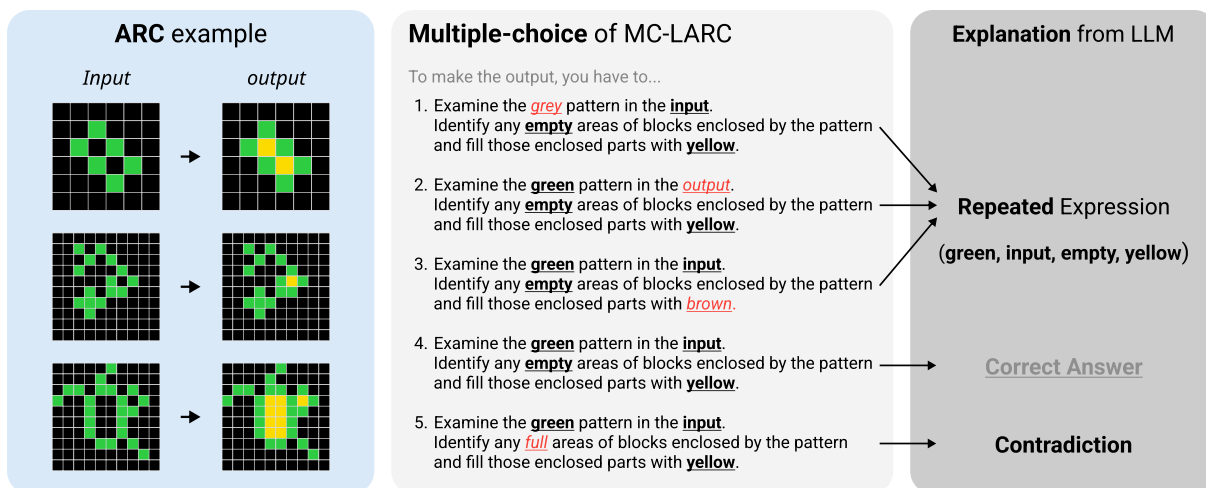 ARC example
Input
output
Multiple-choice of MC-LARC
To make the output, you have to...
1. Examine the grey pattern in the input.
Identify any empty areas of blocks enclosed by the pattern
and fill those enclosed parts with yellow.
2. Examine the green pattern in the output.
Identify any empty areas of blocks enclosed by the pattern
and fill those enclosed parts with yellow.
3. Examine the green pattern in the input.
Identify any empty areas of blocks enclosed by the pattern
and fill those enclosed parts with brown.
4. Examine the green pattern in the input.
Identify any empty areas of blocks enclosed by the pattern
and fill those enclosed parts with yellow.
5. Examine the green pattern in the input.
Identify any full areas of blocks enclosed by the pattern
and fill those enclosed parts with yellow.
Explanation from LLM
Repeated Expression
(green, input, empty, yellow)
Correct Answer
Contradiction